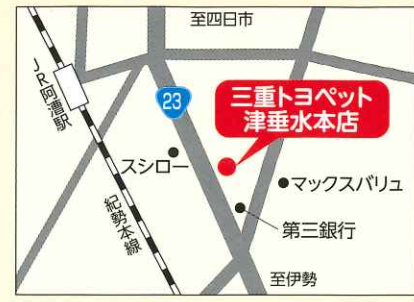 至四日市
JR阿漕駅
23
三重トヨペット
津垂水本店
スシロー
マックスバリュ
紀勢本線
第三銀行
至伊勢